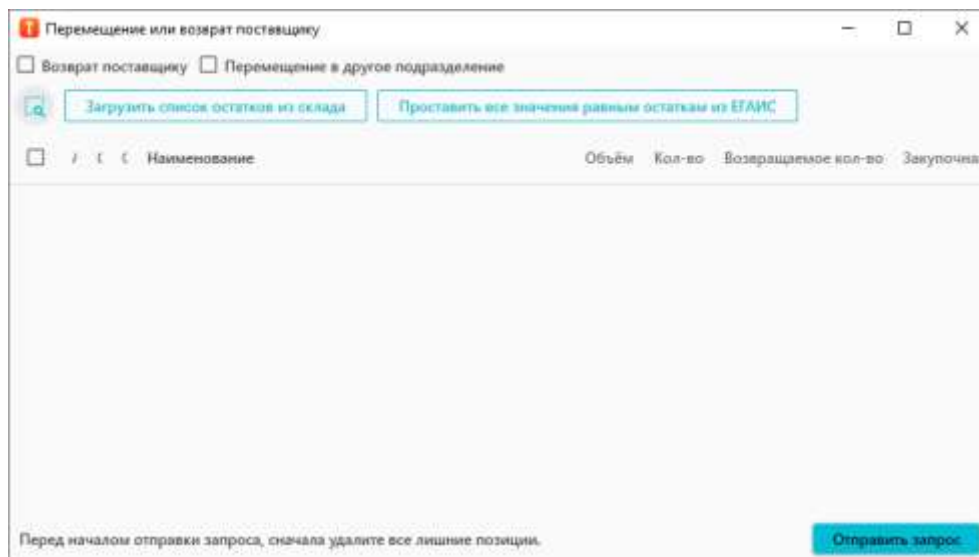 Перемещение или возврат поставщику
Возврат поставщику Перемещение в другое подразделение
Загрузить список остатков из склада Проставить все значения равным остаткам из ЕГАИС
Наименование Объём Кол-во Возвращаемое кол-во Закупочна
Перед началом отправки запроса, сначала удалите все лишние позиции. Отправить запрос